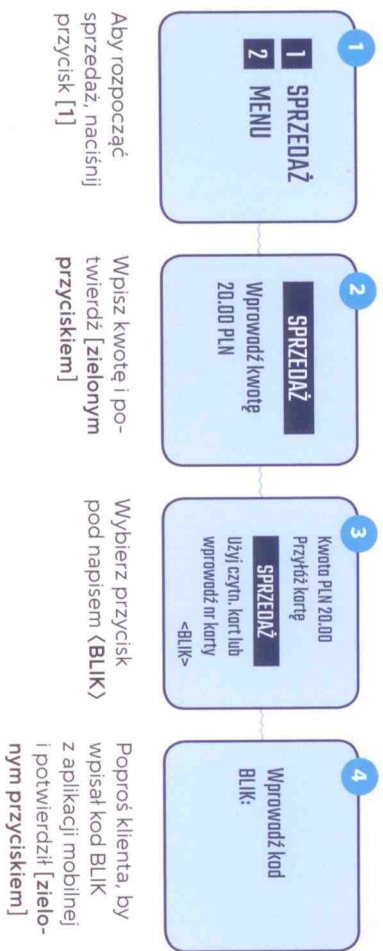 1
1 SPRZEDAŻ
2 MENU
Aby rozpocząć
sprzedaż, naciśnij
przycisk [1]
2
SPRZEDAŻ
Wprowadź kwotę
20.00 PLN
Wpisz kwotę i po-
twierdź [zielonym
przyciskiem]
3
Kwota PLN 20.00
Przyłóż kartę
SPRZEDAŻ
Użyj czytn. kart lub
wprowadź nr karty
<BLIK>
Wybierz przycisk
pod napisem ⟨BLIK⟩
4
Wprowadź kod
BLIK:
Poproś klienta, by
wpisał kod BLIK
z aplikacji mobilnej
i potwierdził [zielo-
nym przyciskiem]